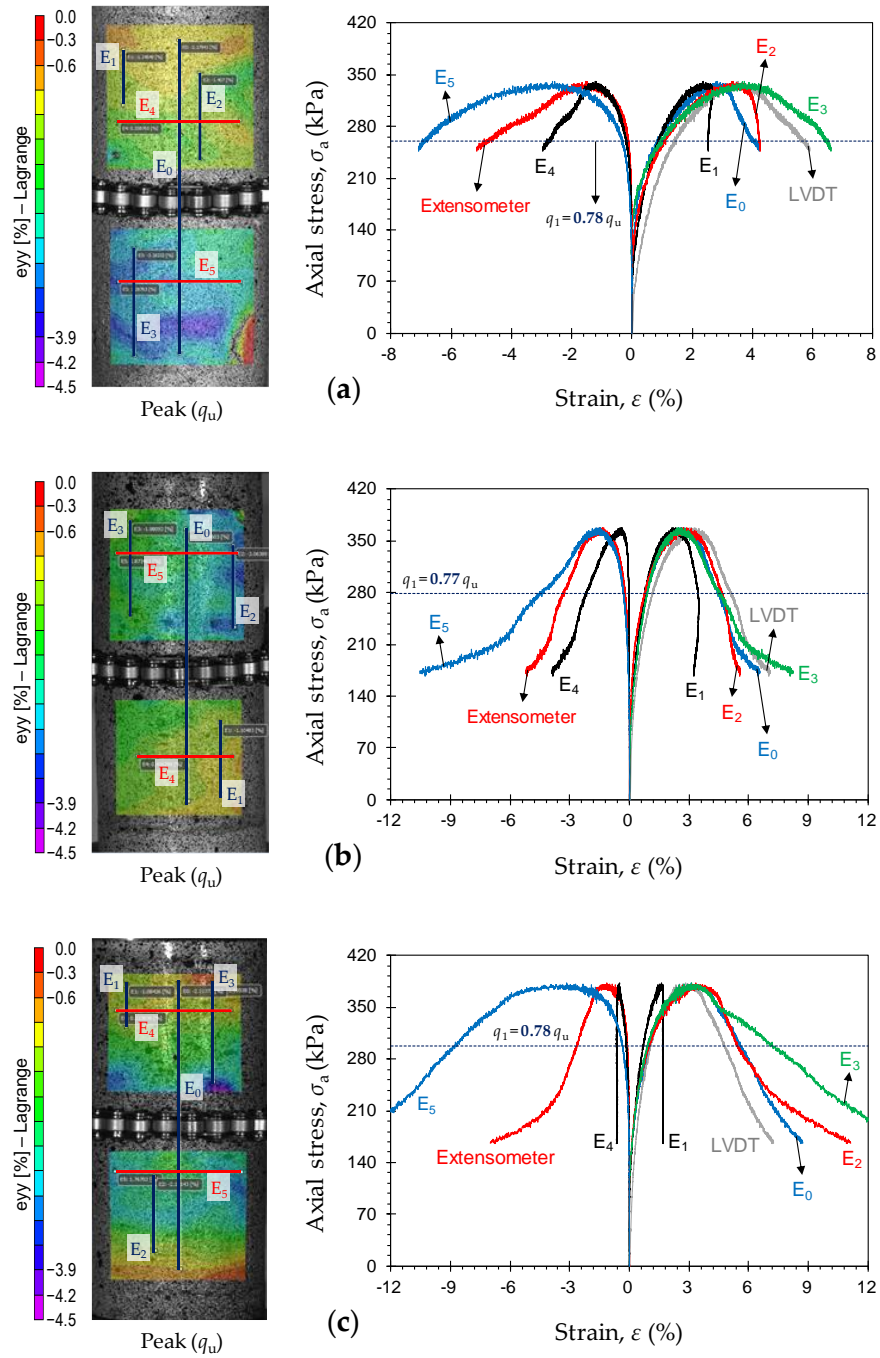 eyy [%] – Lagrange
0.0
−0.3
−0.6
−3.9
−4.2
−4.5
E1
E2
E4
E0
E5
E3
Peak (qu)
(a)
Axial stress, σa (kPa)
420
350
280
210
140
70
0
E5
E2
E3
E4
E1
Extensometer
q1=0.78 qu
E0
LVDT
-8 -6 -4 -2 0 2 4 6 8
Strain, ε (%)
eyy [%] – Lagrange
0.0
−0.3
−0.6
−3.9
−4.2
−4.5
E3
E0
E5
E2
E4
E1
Peak (qu)
(b)
Axial stress, σa (kPa)
420
350
280
210
140
70
0
q1=0.77 qu
LVDT
E5
E4
E1
E3
Extensometer
E2
E0
-12 -9 -6 -3 0 3 6 9 12
Strain, ε (%)
eyy [%] – Lagrange
0.0
−0.3
−0.6
−3.9
−4.2
−4.5
E1
E3
E4
E0
E5
E2
Peak (qu)
(c)
Axial stress, σa (kPa)
420
350
280
210
140
70
0
q1=0.78 qu
E3
E5
Extensometer
E4
E1
LVDT
E2
E0
-12 -9 -6 -3 0 3 6 9 12
Strain, ε (%)